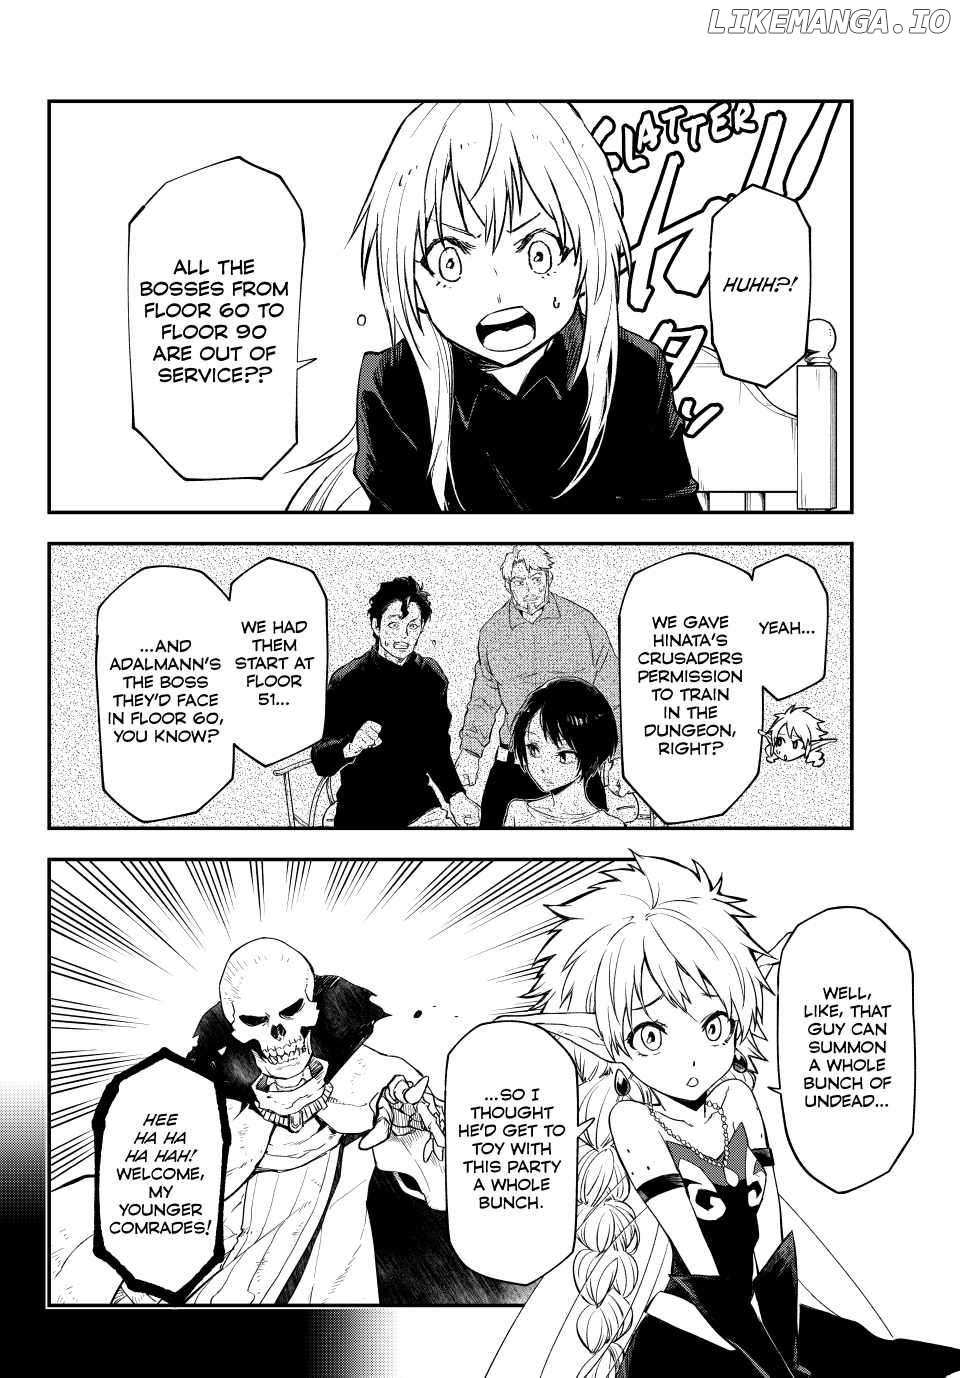 LIKEMANGA.IO
CLATTER
ガタッ
HUHH?!
ALL THE
BOSSES FROM
FLOOR 60 TO
FLOOR 90
ARE OUT OF
SERVICE??
YEAH...
WE GAVE
HINATA'S
CRUSADERS
PERMISSION
TO TRAIN
IN THE
DUNGEON,
RIGHT?
WE HAD
THEM
START AT
FLOOR
51...
...AND
ADALMANN'S
THE BOSS
THEY'D FACE
IN FLOOR 60,
YOU KNOW?
WELL,
LIKE, THAT
GUY CAN
SUMMON
A WHOLE
BUNCH OF
UNDEAD...
...SO I
THOUGHT
HE'D GET TO
TOY WITH
THIS PARTY
A WHOLE
BUNCH.
HEE
HA HA
HA HAH!
WELCOME,
MY
YOUNGER
COMRADES!